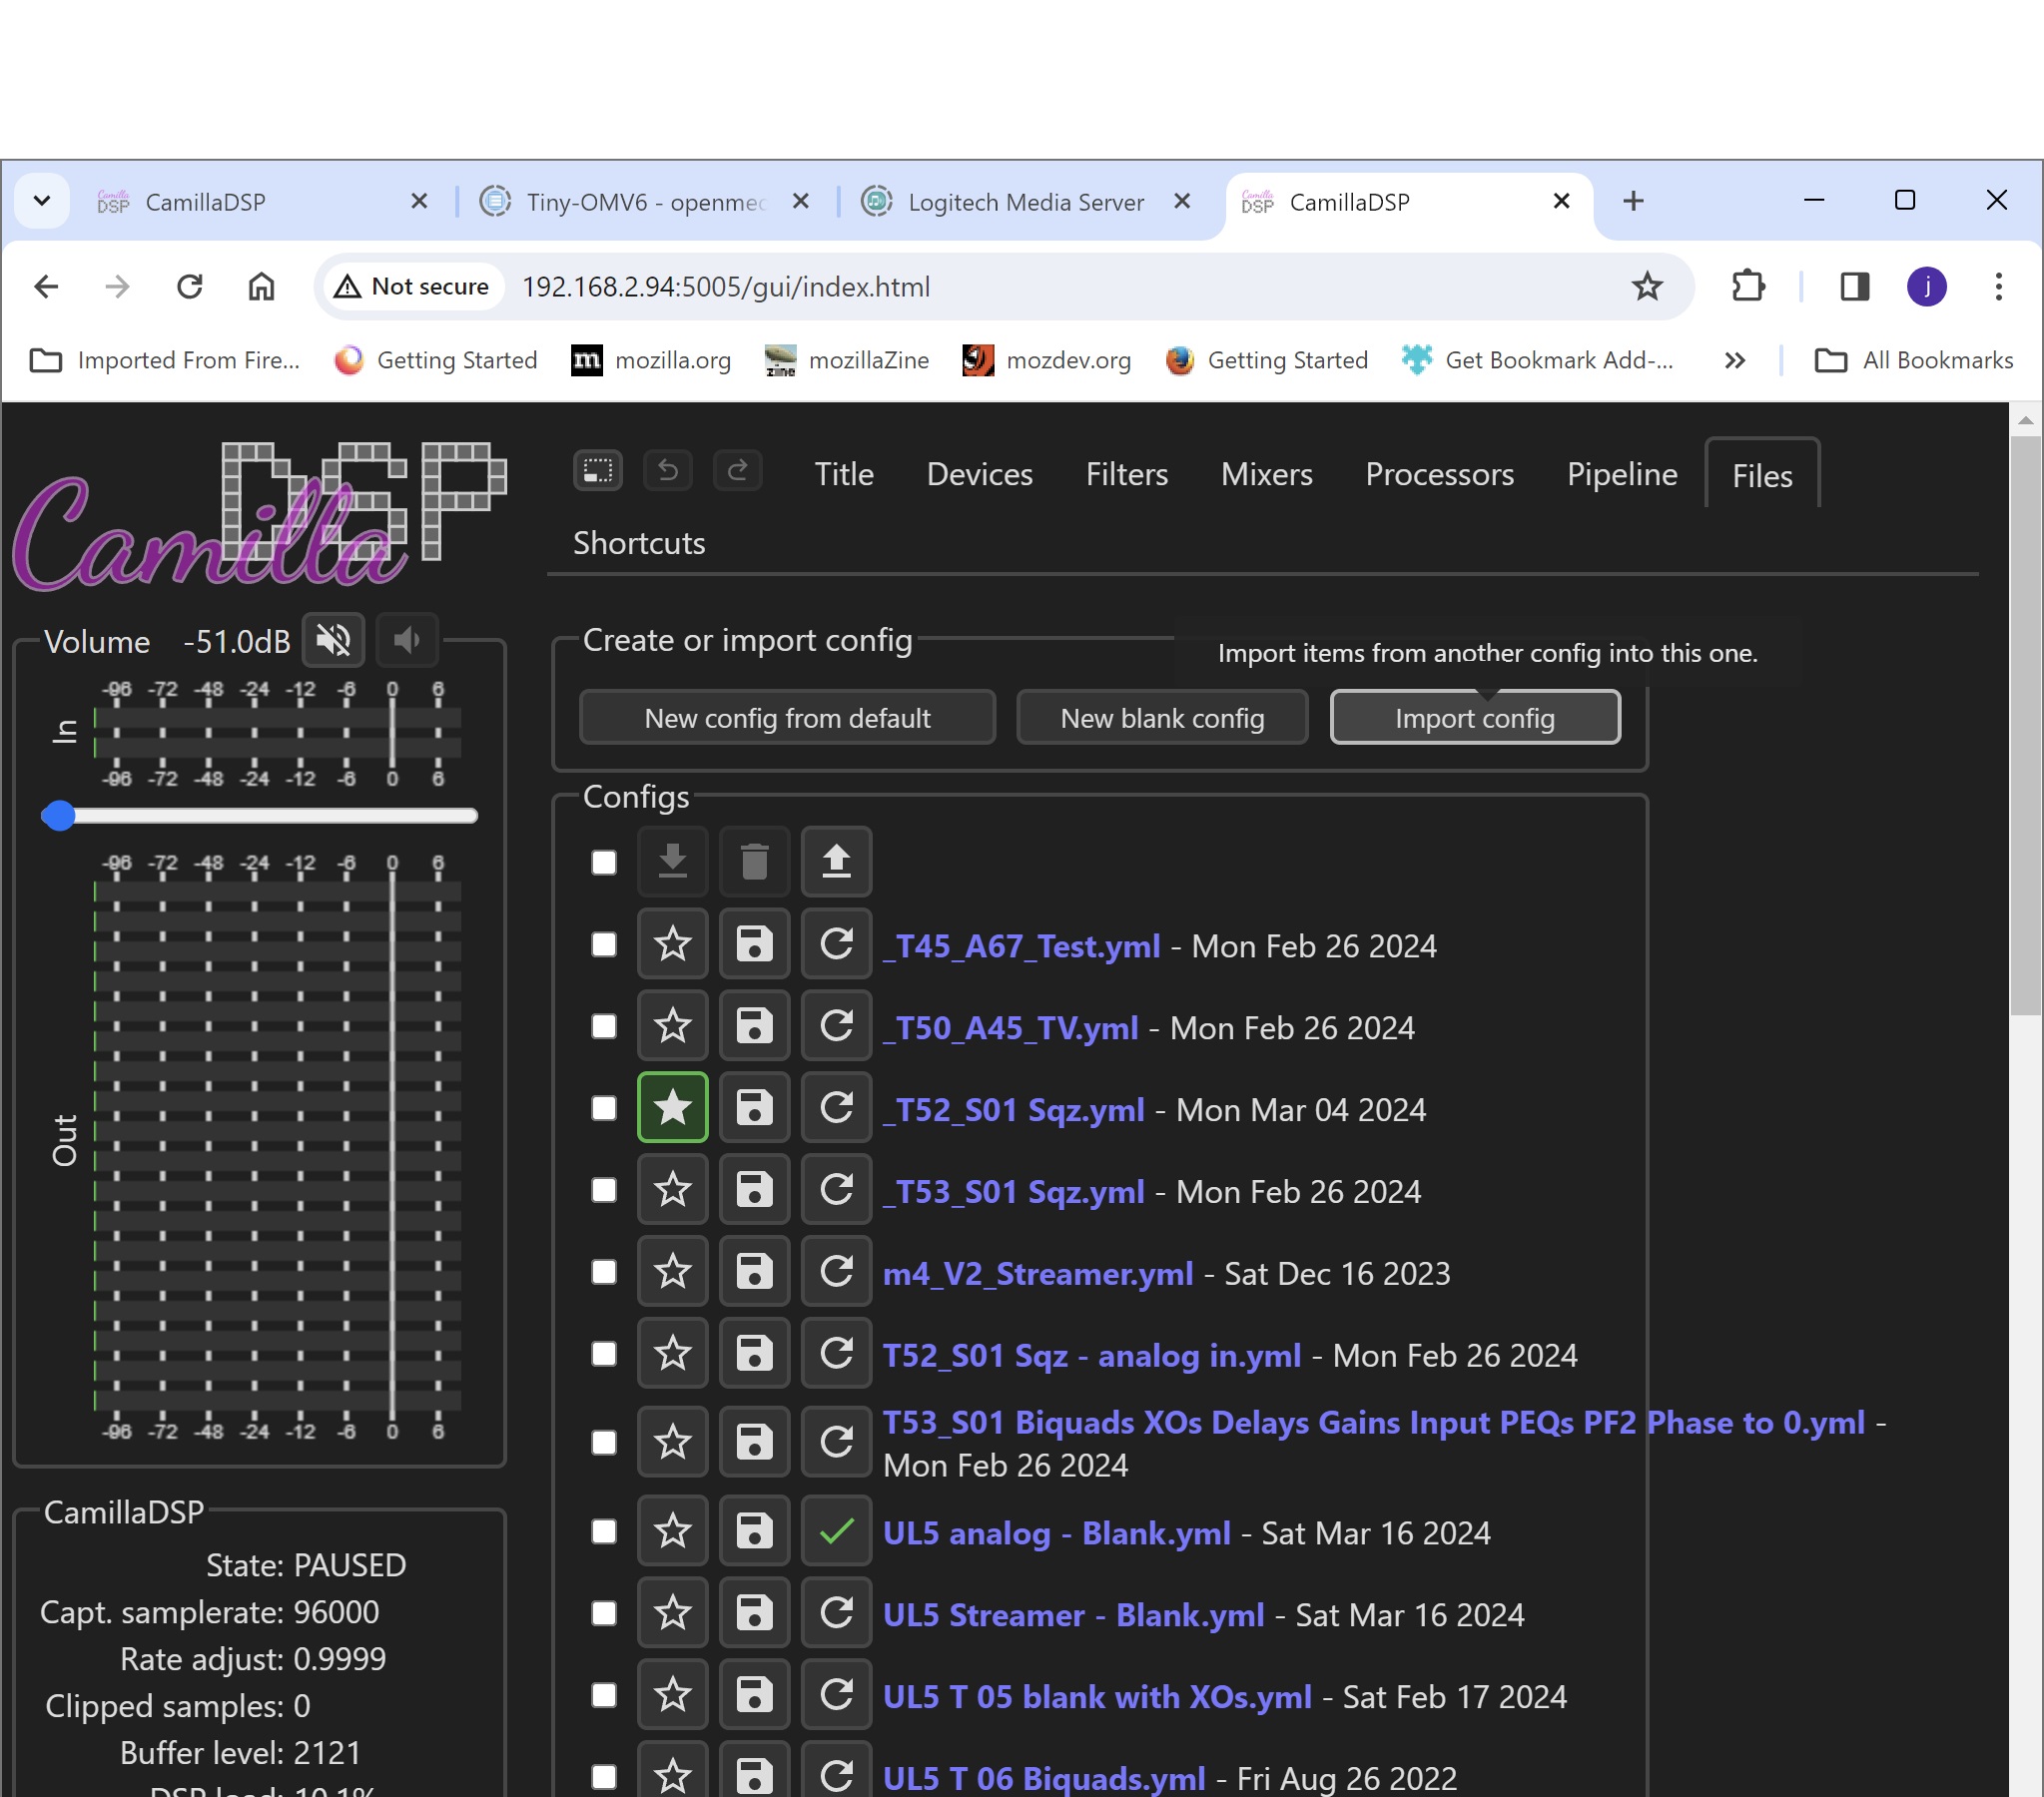 CamillaDSP
Tiny-OMV6 - openmed
Logitech Media Server
CamillaDSP
Not secure
192.168.2.94:5005/gui/index.html
j
Imported From Fire...
Getting Started
m mozilla.org
mozillaZine
mozdev.org
Getting Started
Get Bookmark Add-...
All Bookmarks
Camilla DSP
Title Devices Filters Mixers Processors Pipeline Files
Shortcuts
Volume -51.0dB
-96 -72 -48 -24 -12 -6 0 6
In
-96 -72 -48 -24 -12 -6 0 6
-96 -72 -48 -24 -12 -6 0 6
Out
-96 -72 -48 -24 -12 -6 0 6
CamillaDSP
State: PAUSED
Capt. samplerate: 96000
Rate adjust: 0.9999
Clipped samples: 0
Buffer level: 2121
DSP load: 10.1%
Create or import config
Import items from another config into this one.
New config from default
New blank config
Import config
Configs
_T45_A67_Test.yml - Mon Feb 26 2024
_T50_A45_TV.yml - Mon Feb 26 2024
_T52_S01 Sqz.yml - Mon Mar 04 2024
_T53_S01 Sqz.yml - Mon Feb 26 2024
m4_V2_Streamer.yml - Sat Dec 16 2023
T52_S01 Sqz - analog in.yml - Mon Feb 26 2024
T53_S01 Biquads XOs Delays Gains Input PEQs PF2 Phase to 0.yml -
Mon Feb 26 2024
UL5 analog - Blank.yml - Sat Mar 16 2024
UL5 Streamer - Blank.yml - Sat Mar 16 2024
UL5 T 05 blank with XOs.yml - Sat Feb 17 2024
UL5 T 06 Biquads.yml - Fri Aug 26 2022